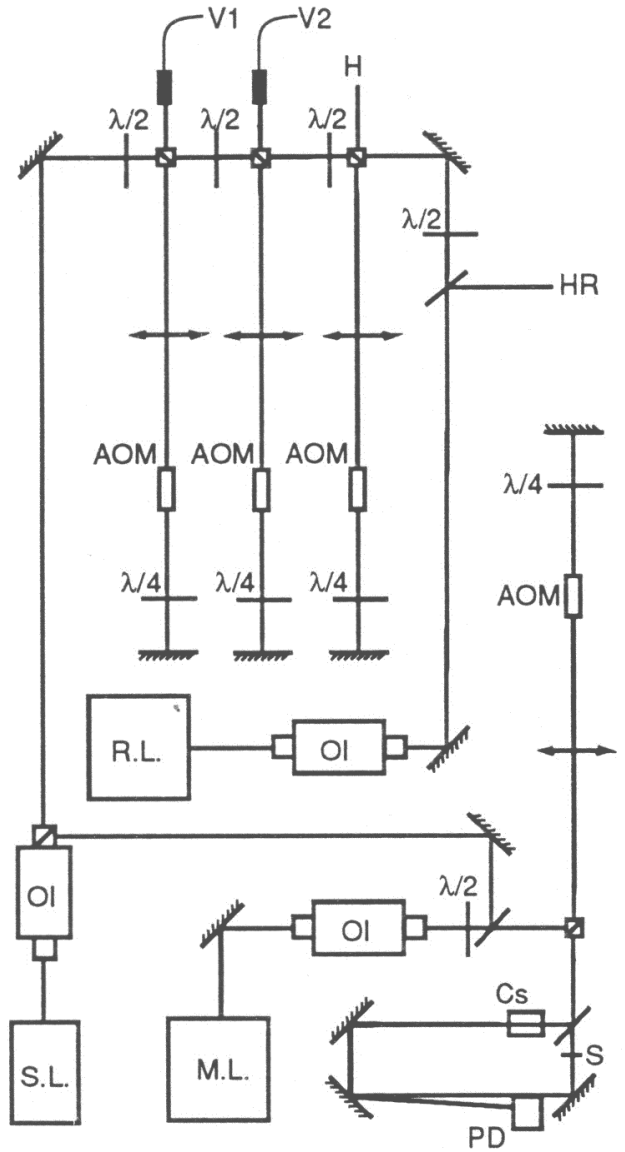 V1 V2
H
λ/2 λ/2 λ/2
λ/2
HR
AOM AOM AOM
λ/4
AOM
λ/4 λ/4 λ/4
R.L. OI
OI
λ/2
OI
Cs
S.L. M.L. S
PD